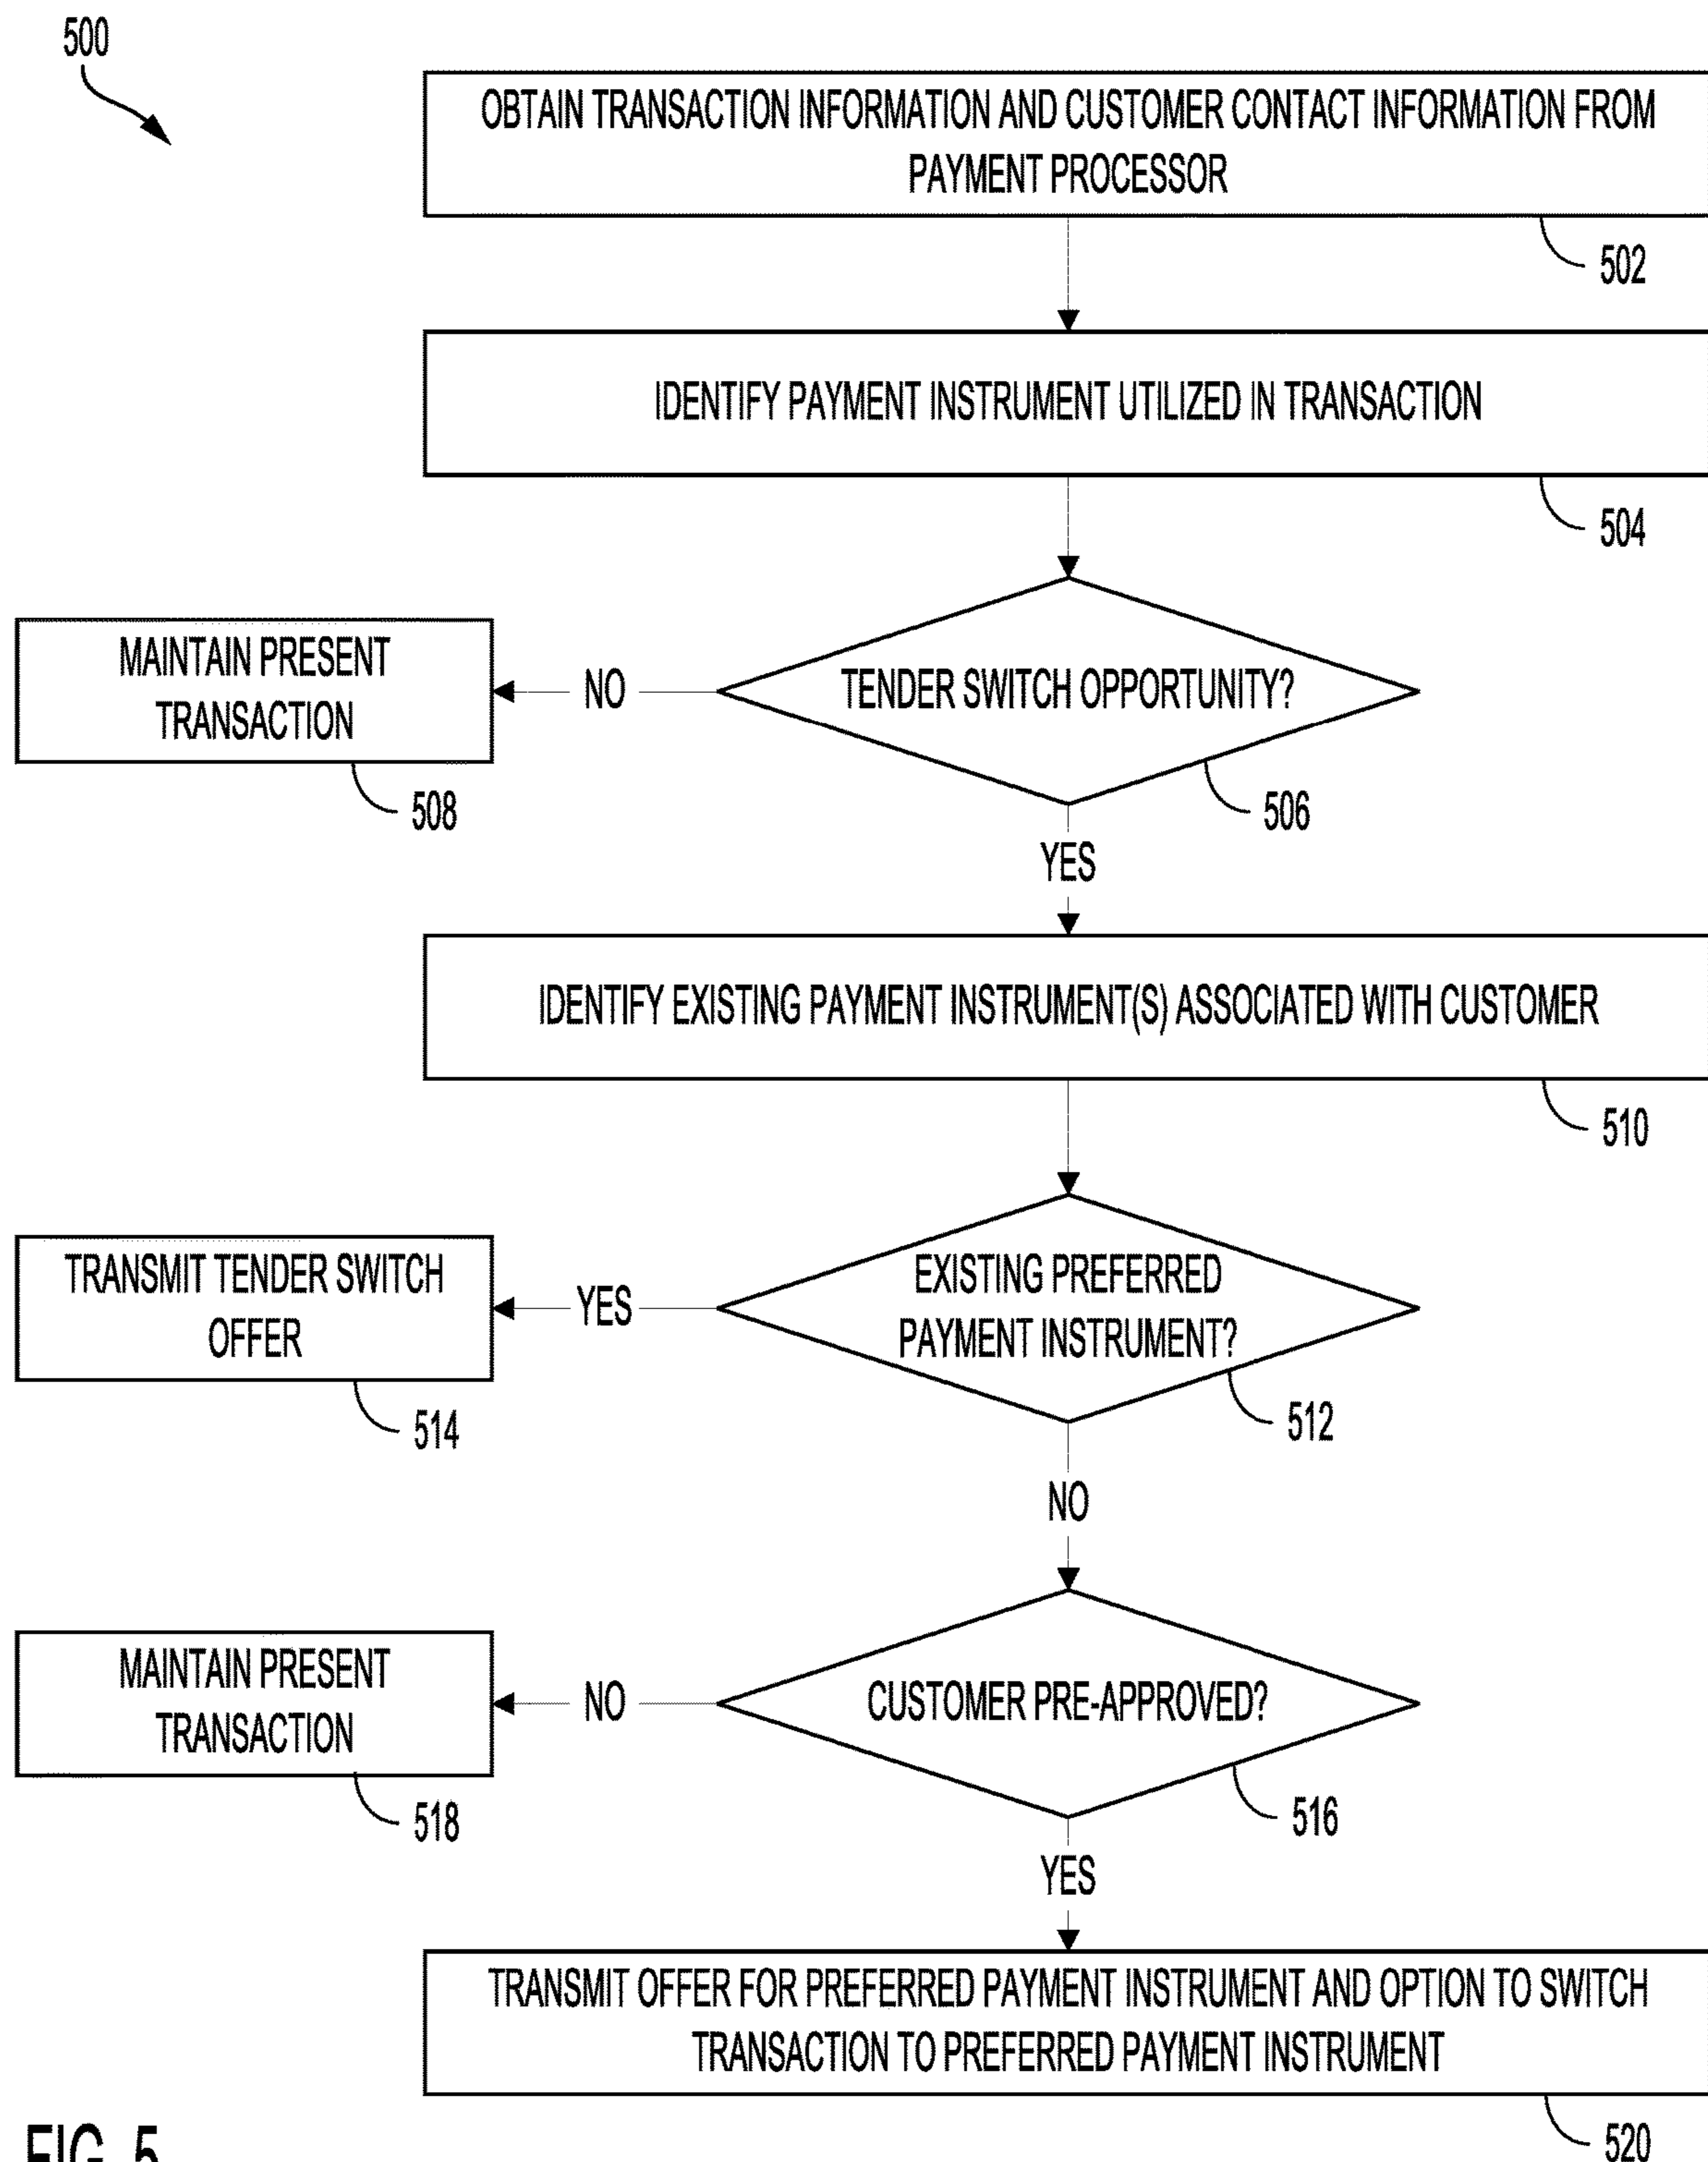 500
OBTAIN TRANSACTION INFORMATION AND CUSTOMER CONTACT INFORMATION FROM
PAYMENT PROCESSOR
502
IDENTIFY PAYMENT INSTRUMENT UTILIZED IN TRANSACTION
504
MAINTAIN PRESENT
TRANSACTION
508
NO
TENDER SWITCH OPPORTUNITY?
506
YES
IDENTIFY EXISTING PAYMENT INSTRUMENT(S) ASSOCIATED WITH CUSTOMER
510
TRANSMIT TENDER SWITCH
OFFER
514
YES
EXISTING PREFERRED
PAYMENT INSTRUMENT?
512
NO
MAINTAIN PRESENT
TRANSACTION
518
NO
CUSTOMER PRE-APPROVED?
516
YES
TRANSMIT OFFER FOR PREFERRED PAYMENT INSTRUMENT AND OPTION TO SWITCH
TRANSACTION TO PREFERRED PAYMENT INSTRUMENT
520
FIG. 5